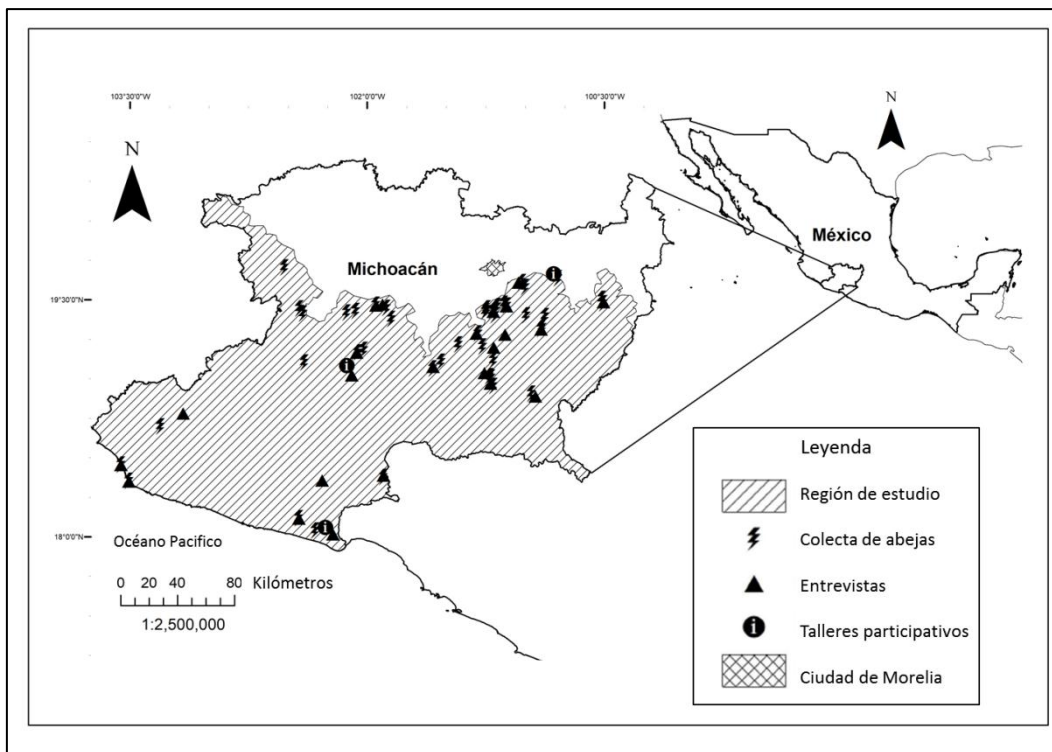 103°30'0"W
102°0'0"W
100°30'0"W
N
N
México
Michoacán
19°30'0"N
18°0'0"N
Océano Pacifico
0 20 40 80 Kilómetros
1:2,500,000
Leyenda
Región de estudio
Colecta de abejas
Entrevistas
Talleres participativos
Ciudad de Morelia